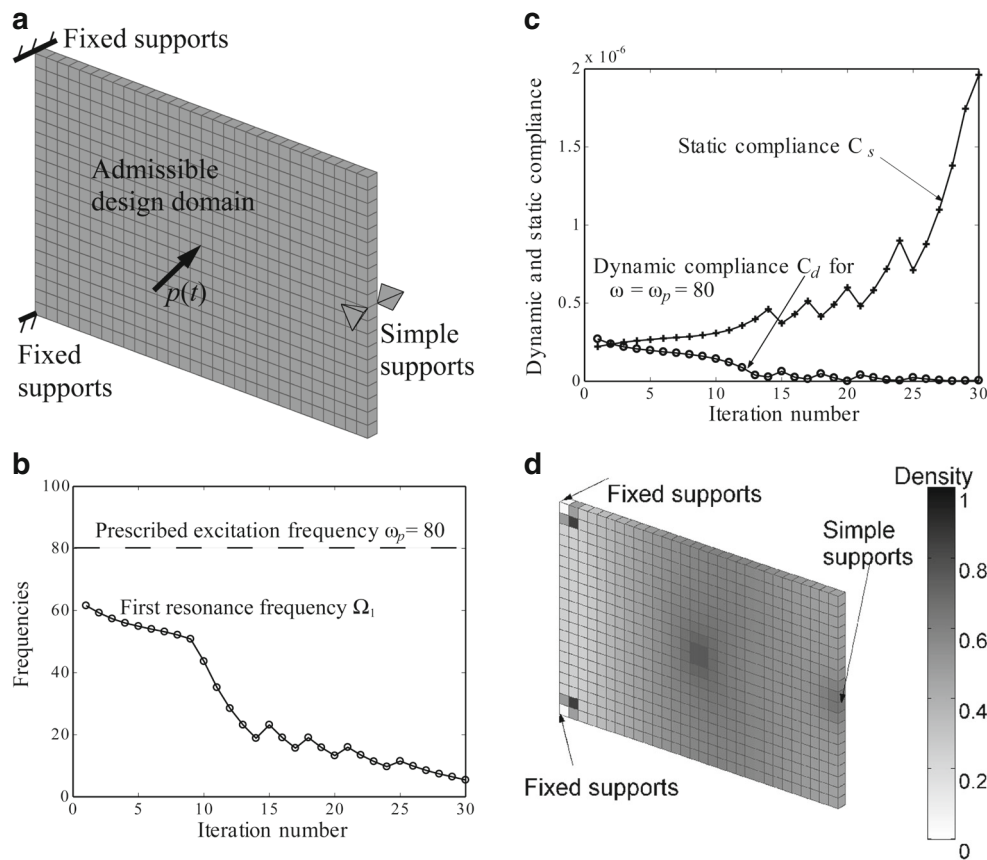 a
Fixed supports
Admissible
design domain
p(t)
Fixed
supports
Simple
supports
b
100
80
60
40
20
0
Frequencies
Prescribed excitation frequency ωp= 80
First resonance frequency Ω1
0 5 10 15 20 25 30
Iteration number
c
x 10^-6
2
1.5
1
0.5
0
Dynamic and static compliance
Static compliance C s
Dynamic compliance C d for
ω = ωp = 80
0 5 10 15 20 25 30
Iteration number
d
Fixed supports
Density
Simple
supports
Fixed supports
1
0.8
0.6
0.4
0.2
0